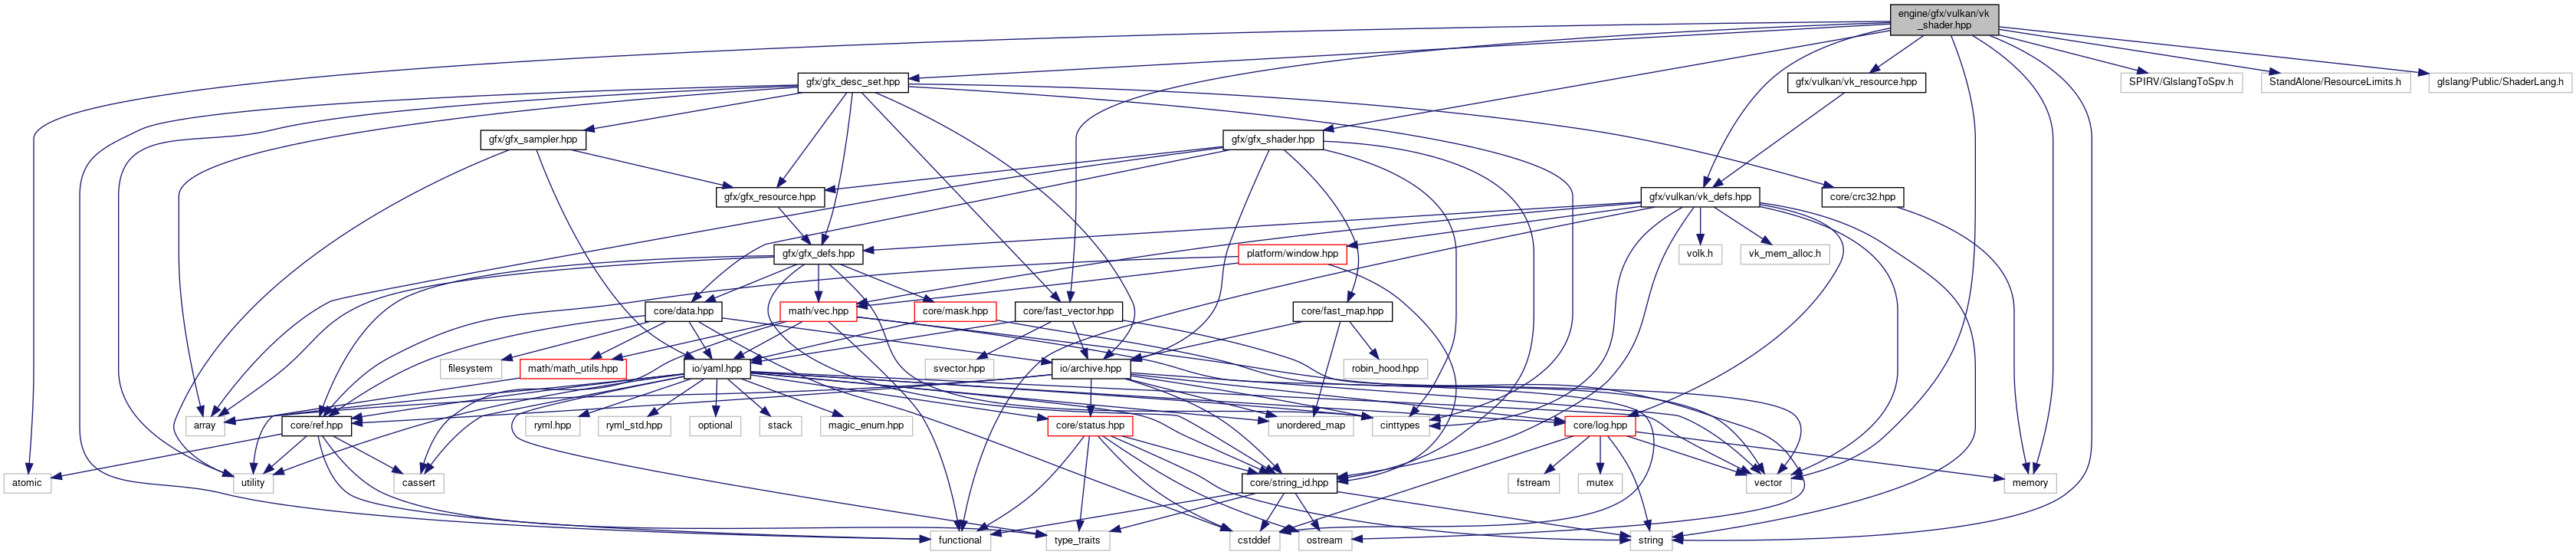 engine/gfx/vulkan/vk
_shader.hpp
gfx/gfx_desc_set.hpp
gfx/vulkan/vk_resource.hpp
SPIRV/GlslangToSpv.h
StandAlone/ResourceLimits.h
glslang/Public/ShaderLang.h
gfx/gfx_sampler.hpp
gfx/gfx_shader.hpp
gfx/gfx_resource.hpp
gfx/vulkan/vk_defs.hpp
core/crc32.hpp
gfx/gfx_defs.hpp
platform/window.hpp
volk.h
vk_mem_alloc.h
core/data.hpp
math/vec.hpp
core/mask.hpp
core/fast_vector.hpp
core/fast_map.hpp
filesystem
math/math_utils.hpp
io/yaml.hpp
svector.hpp
io/archive.hpp
robin_hood.hpp
array
core/ref.hpp
ryml.hpp
ryml_std.hpp
optional
stack
magic_enum.hpp
core/status.hpp
unordered_map
cinttypes
core/log.hpp
atomic
utility
cassert
core/string_id.hpp
fstream
mutex
vector
memory
functional
type_traits
cstddef
ostream
string